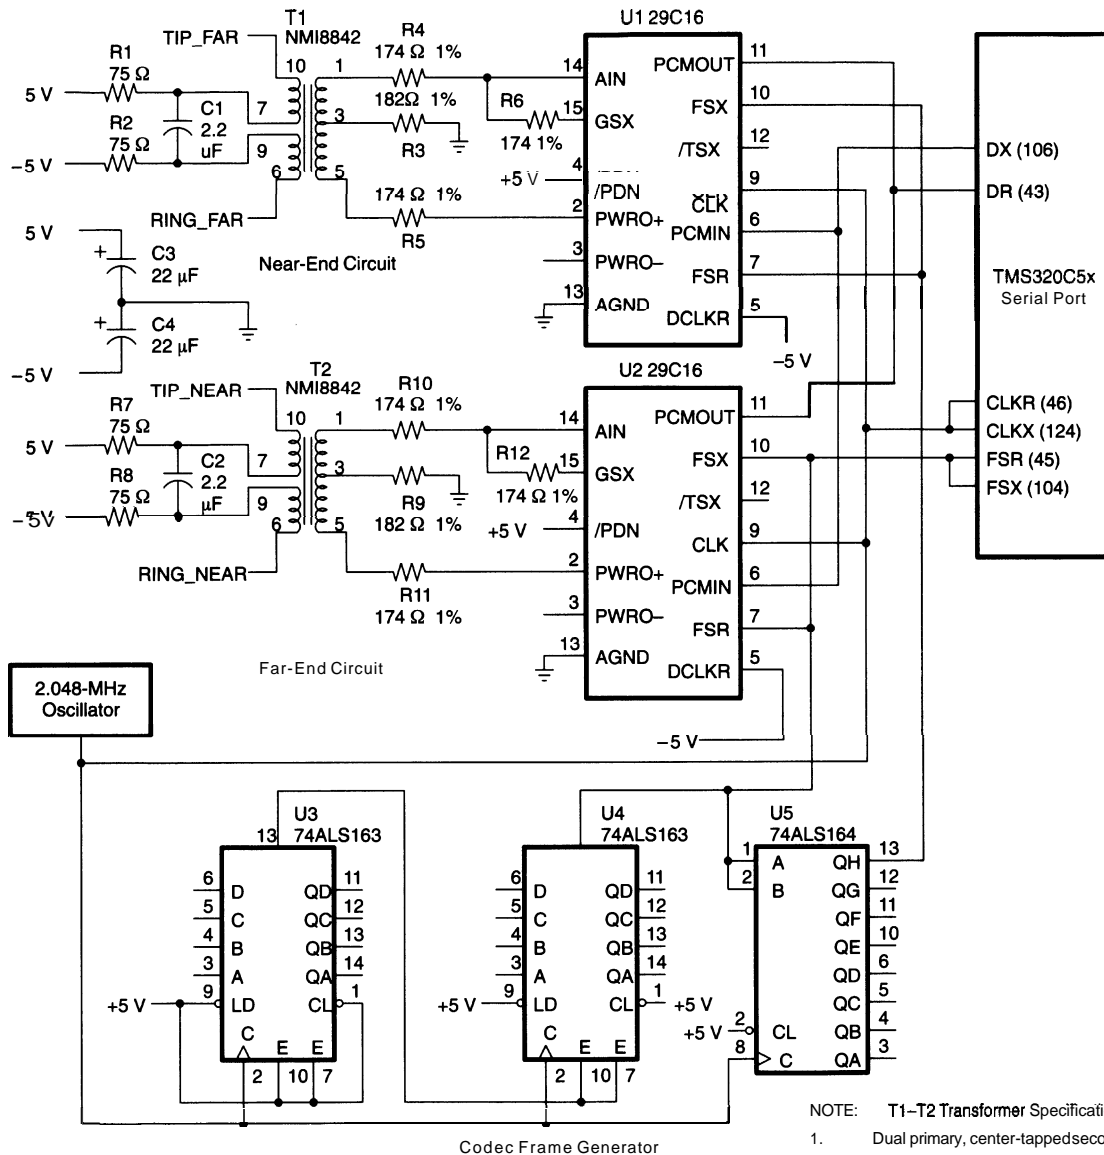 T1
NMI8842
TIP_FAR
R1
75 Ω
5 V
R2
75 Ω
−5 V
C1
2.2
uF
10
7
9
6
1
3
5
R4
174 Ω 1%
182Ω 1%
R3
174 Ω 1%
R5
R6
174 1%
+5 V
RING_FAR
Near-End Circuit
5 V
+
C3
22 µF
+
C4
22 µF
−5 V
U1 29C16
14 AIN
15 GSX
4
/PDN
2 PWRO+
3 PWRO−
13 AGND
PCMOUT 11
FSX 10
/TSX 12
9
CLK
PCMIN 6
FSR 7
DCLKR 5
−5 V
DX (106)
DR (43)
TMS320C5x
Serial Port
CLKR (46)
CLKX (124)
FSR (45)
FSX (104)
T2
NMI8842
TIP_NEAR
R7
75 Ω
5 V
R8
75 Ω
−5V
C2
2.2
µF
10
7
9
6
1
3
5
R10
174 Ω 1%
R9
182 Ω 1%
R11
174 Ω 1%
R12
174 Ω 1%
+5 V
RING_NEAR
Far-End Circuit
U2 29C16
14 AIN
15 GSX
4 /PDN
2 PWRO+
3 PWRO−
13 AGND
PCMOUT 11
FSX 10
/TSX 12
CLK 9
PCMIN 6
FSR 7
DCLKR 5
−5 V
2.048-MHz
Oscillator
U3
74ALS163
13
6 D
5 C
4 B
3 A
9 LD
QD 11
QC 12
QB 13
QA 14
CL 1
C
E
E
2
10
7
+5 V
U4
74ALS163
6 D
5 C
4 B
3 A
9 LD
QD 11
QC 12
QB 13
QA 14
CL 1
C
E
E
2
10
7
+5 V
+5 V
U5
74ALS164
1 A
2 B
QH 13
QG 12
QF 11
QE 10
QD 6
QC 5
QB 4
QA 3
+5 V
2 CL
8 C
Codec Frame Generator
NOTE: T1–T2 Transformer Specificati
1. Dual primary, center-tappedseco